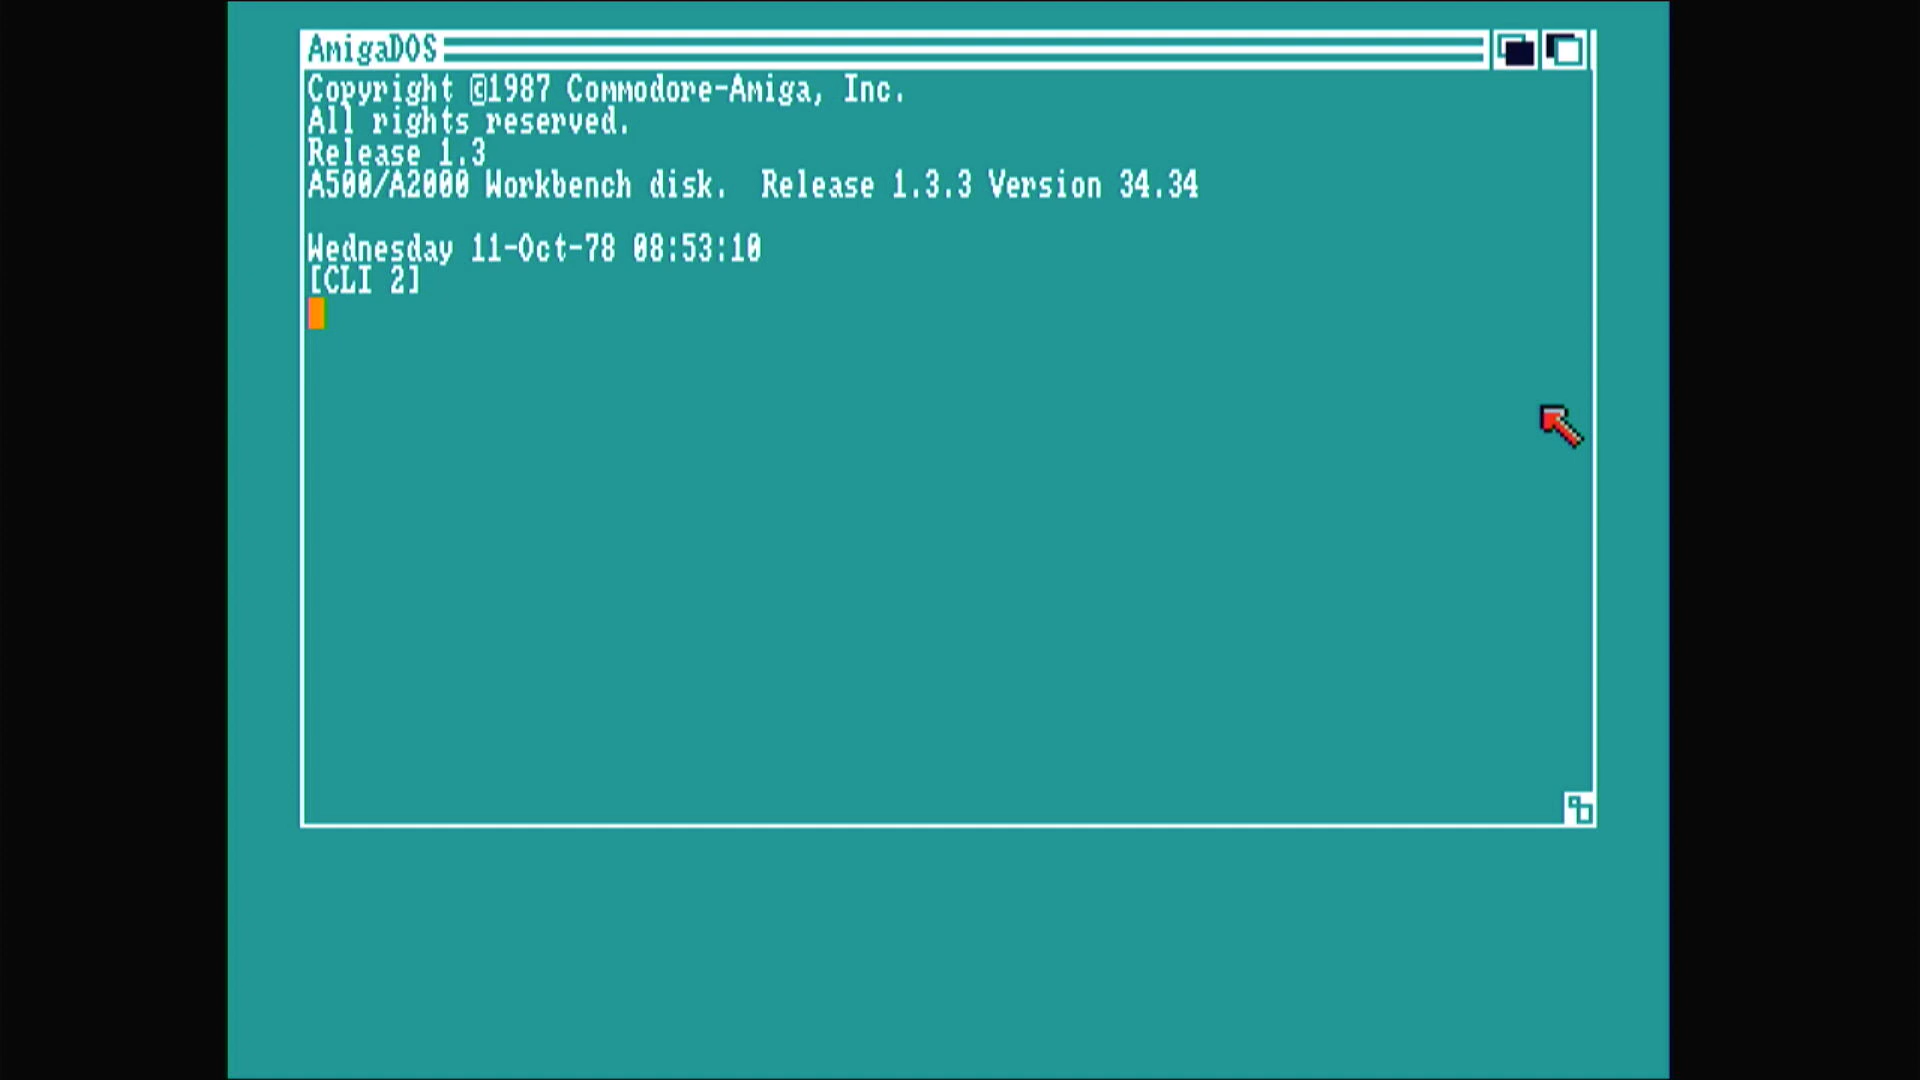 AmigaDOS
Copyright ©1987 Commodore-Amiga, Inc.
All rights reserved.
Release 1.3
A500/A2000 Workbench disk.  Release 1.3.3 Version 34.34
Wednesday 11-Oct-78 08:53:10
[CLI 2]